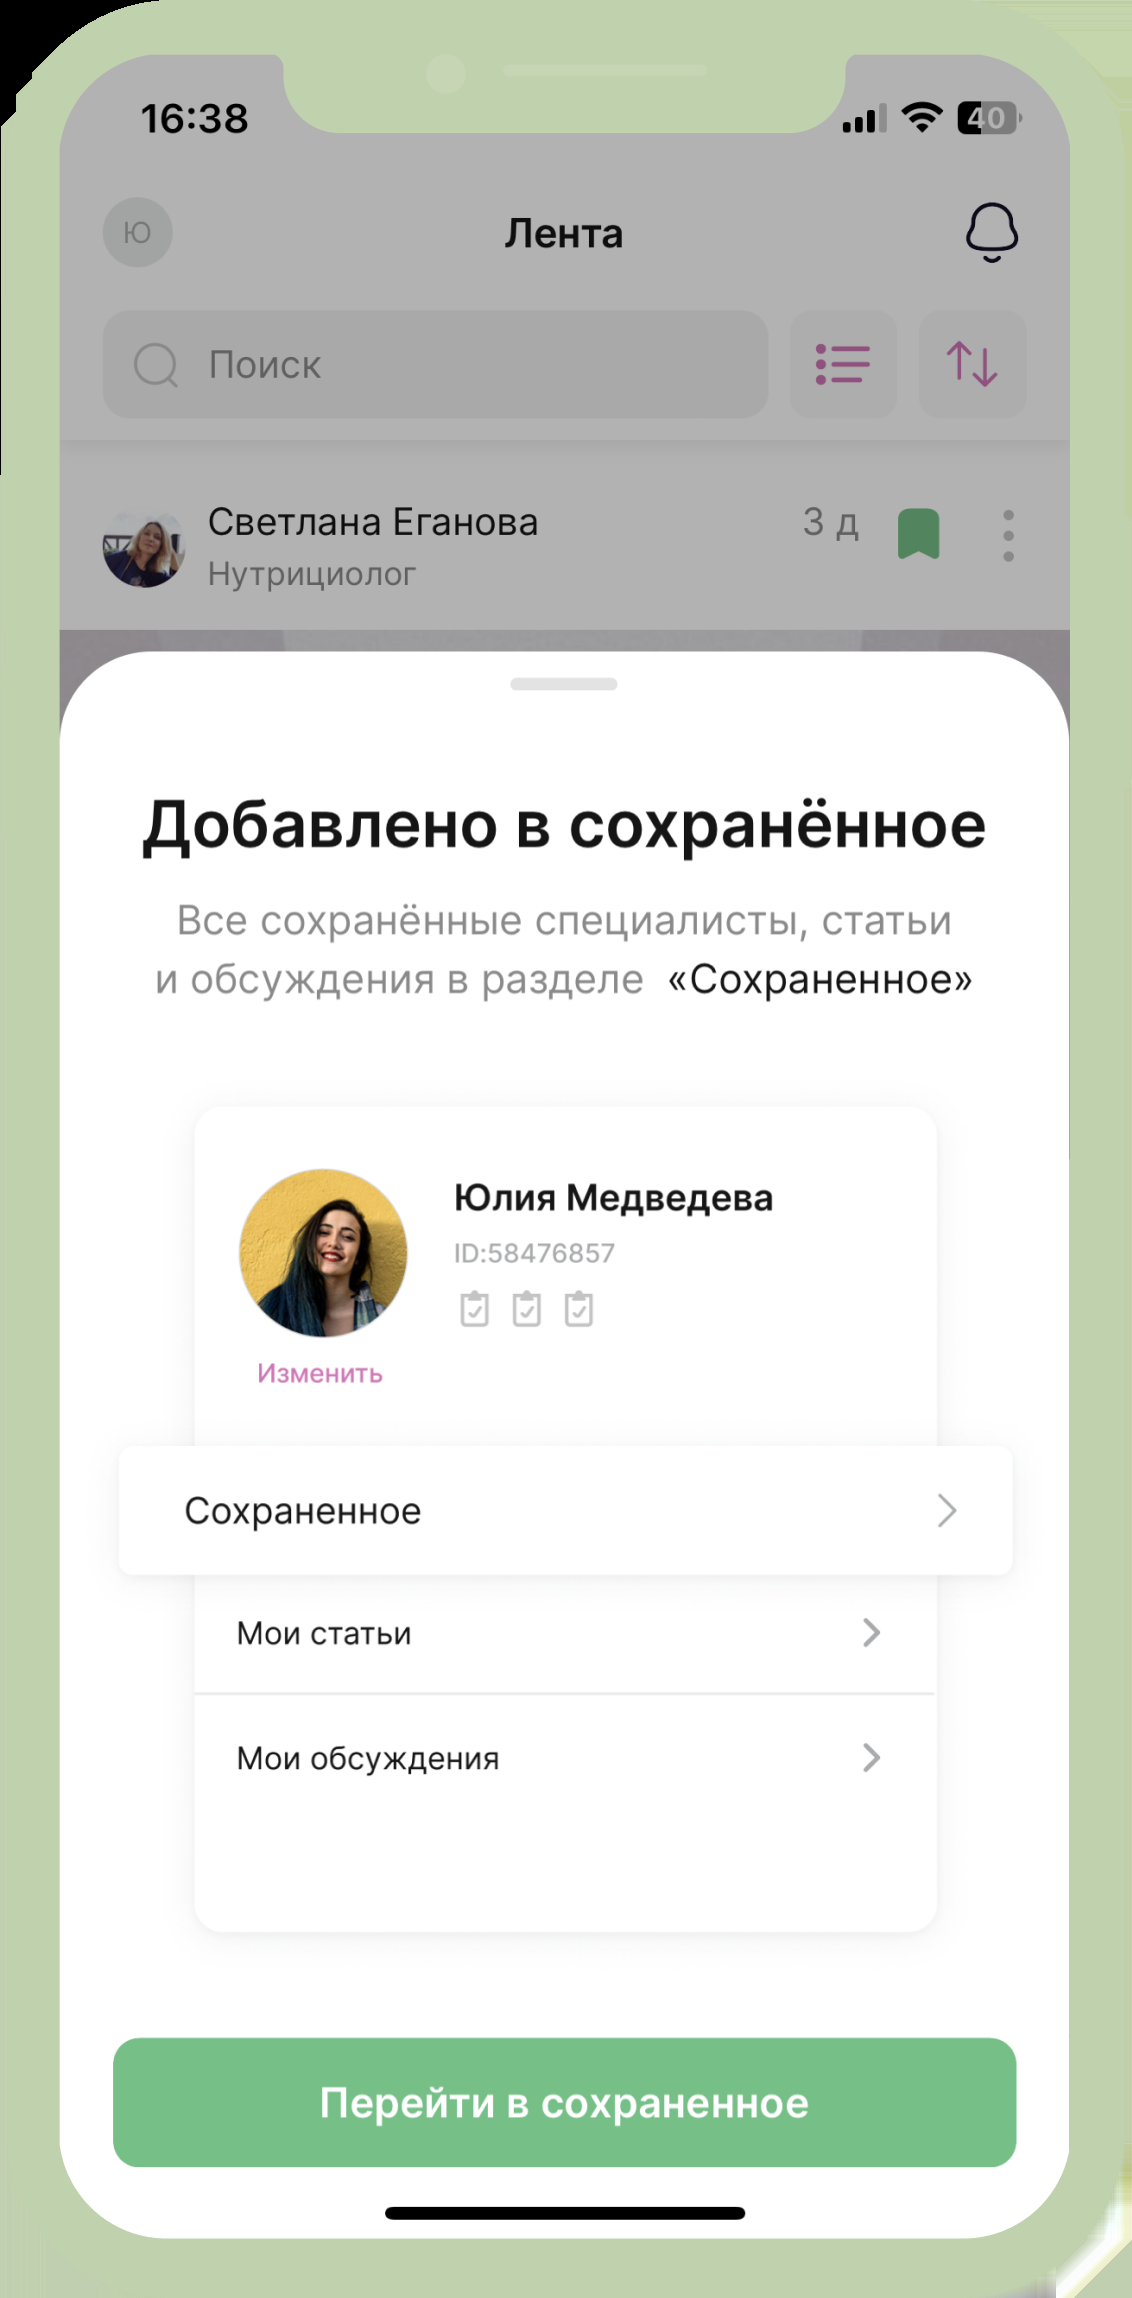 16:38
40
Ю
Лента
Поиск
Светлана Еганова
3 д
Нутрициолог
Добавлено в сохранённое
Все сохранённые специалисты, статьи
и обсуждения в разделе «Сохраненное»
Юлия Медведева
ID:58476857
Изменить
Сохраненное
Мои статьи
Мои обсуждения
Перейти в сохраненное